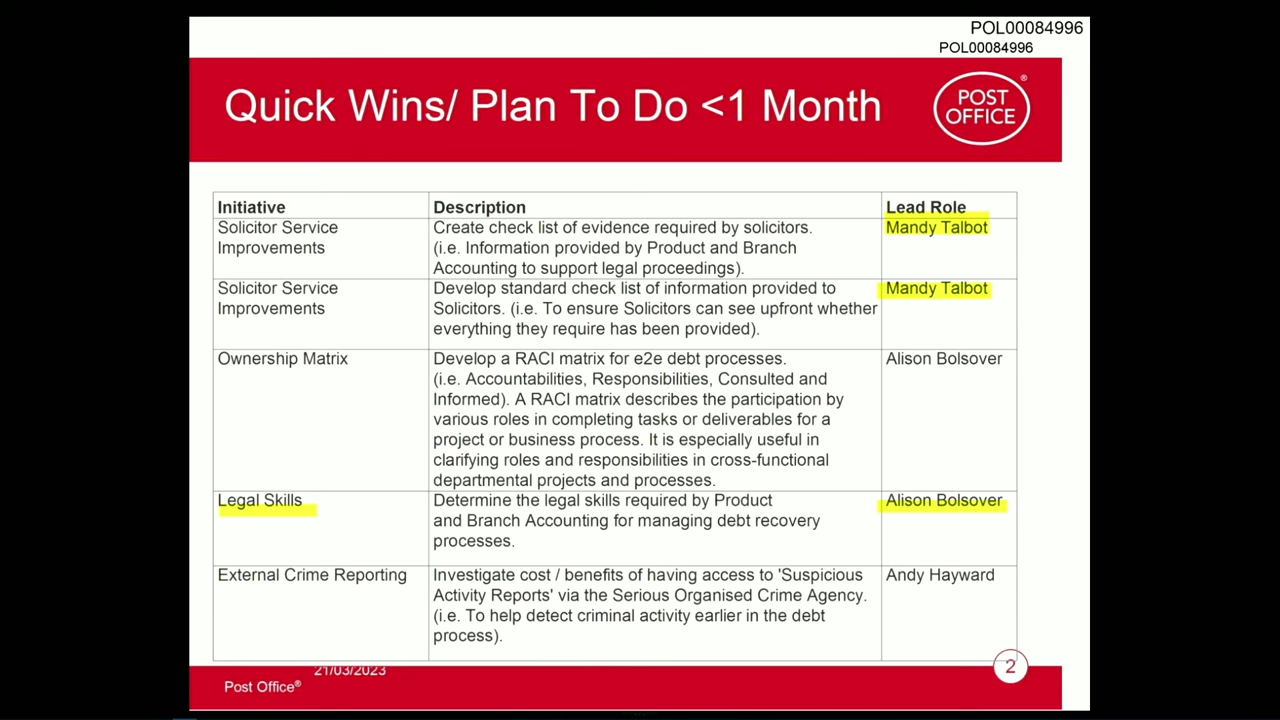 POL00084996
POL00084996
Quick Wins/ Plan To Do <1 Month
POST
OFFICE
®
Initiative
Description
Lead Role
Solicitor Service
Improvements
Create check list of evidence required by solicitors.
(i.e. Information provided by Product and Branch
Accounting to support legal proceedings).
Mandy Talbot
Solicitor Service
Improvements
Develop standard check list of information provided to
Solicitors. (i.e. To ensure Solicitors can see upfront whether
everything they require has been provided).
Mandy Talbot
Ownership Matrix
Develop a RACI matrix for e2e debt processes.
(i.e. Accountabilities, Responsibilities, Consulted and
Informed). A RACI matrix describes the participation by
various roles in completing tasks or deliverables for a
project or business process. It is especially useful in
clarifying roles and responsibilities in cross-functional
departmental projects and processes.
Alison Bolsover
Legal Skills
Determine the legal skills required by Product
and Branch Accounting for managing debt recovery
processes.
Alison Bolsover
External Crime Reporting
Investigate cost / benefits of having access to 'Suspicious
Activity Reports' via the Serious Organised Crime Agency.
(i.e. To help detect criminal activity earlier in the debt
process).
Andy Hayward
21/03/2023
Post Office®
2